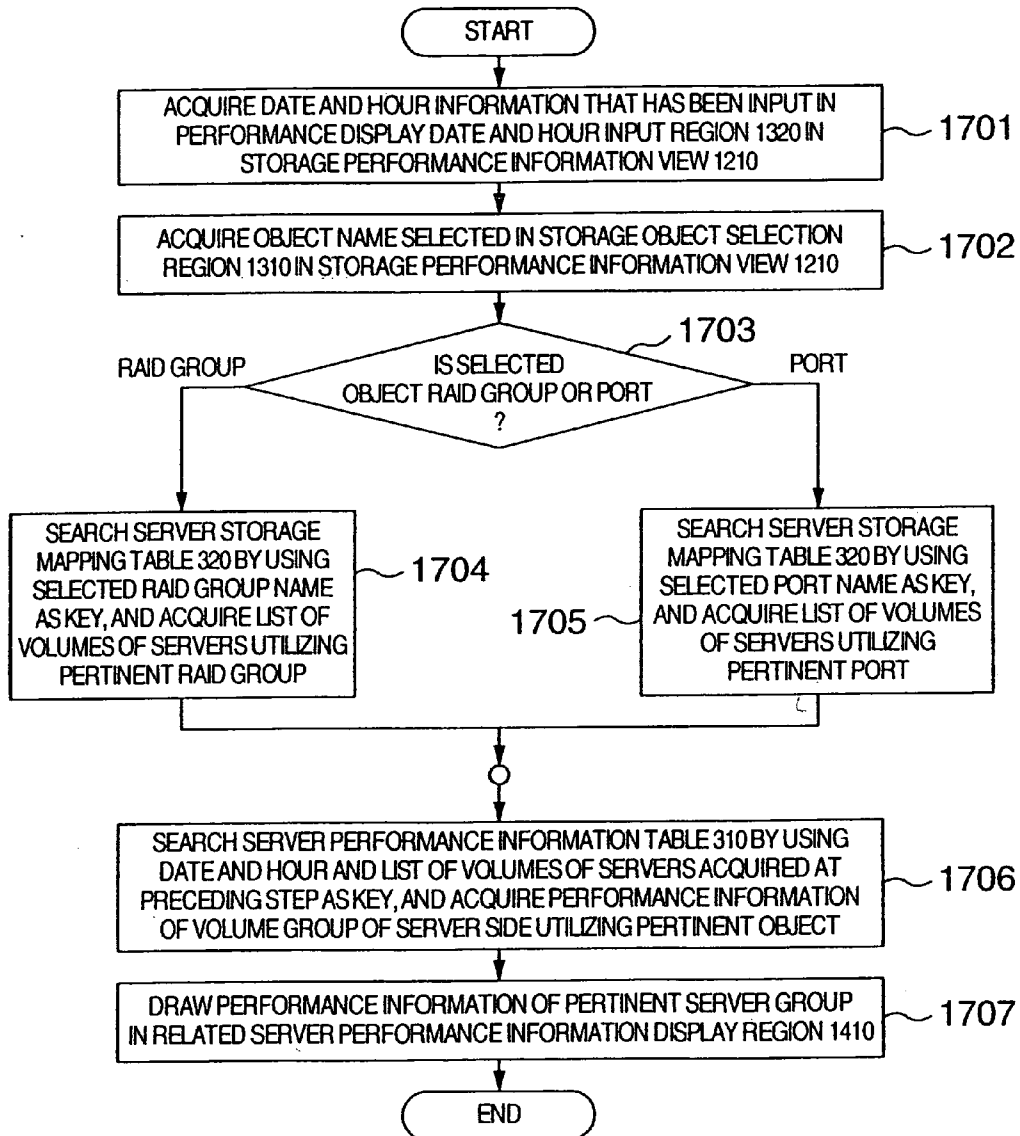 START
ACQUIRE DATE AND HOUR INFORMATION THAT HAS BEEN INPUT IN
PERFORMANCE DISPLAY DATE AND HOUR INPUT REGION 1320 IN
STORAGE PERFORMANCE INFORMATION VIEW 1210
1701
ACQUIRE OBJECT NAME SELECTED IN STORAGE OBJECT SELECTION
REGION 1310 IN STORAGE PERFORMANCE INFORMATION VIEW 1210
1702
1703
RAID GROUP
IS SELECTED
OBJECT RAID GROUP OR PORT
?
PORT
SEARCH SERVER STORAGE
MAPPING TABLE 320 BY USING
SELECTED RAID GROUP NAME
AS KEY, AND ACQUIRE LIST OF
VOLUMES OF SERVERS UTILIZING
PERTINENT RAID GROUP
1704
SEARCH SERVER STORAGE
MAPPING TABLE 320 BY USING
SELECTED PORT NAME AS KEY,
AND ACQUIRE LIST OF VOLUMES
OF SERVERS UTILIZING
PERTINENT PORT
1705
SEARCH SERVER PERFORMANCE INFORMATION TABLE 310 BY USING
DATE AND HOUR AND LIST OF VOLUMES OF SERVERS ACQUIRED AT
PRECEDING STEP AS KEY, AND ACQUIRE PERFORMANCE INFORMATION
OF VOLUME GROUP OF SERVER SIDE UTILIZING PERTINENT OBJECT
1706
DRAW PERFORMANCE INFORMATION OF PERTINENT SERVER GROUP
IN RELATED SERVER PERFORMANCE INFORMATION DISPLAY REGION 1410
1707
END